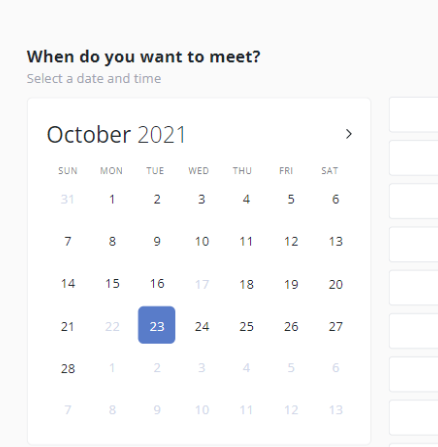 When do you want to meet?
Select a date and time
October 2021
SUN MON TUE WED THU FRI SAT
31 1 2 3 4 5 6
7 8 9 10 11 12 13
14 15 16 17 18 19 20
21 22 23 24 25 26 27
28 1 2 3 4 5 6
7 8 9 10 11 12 13